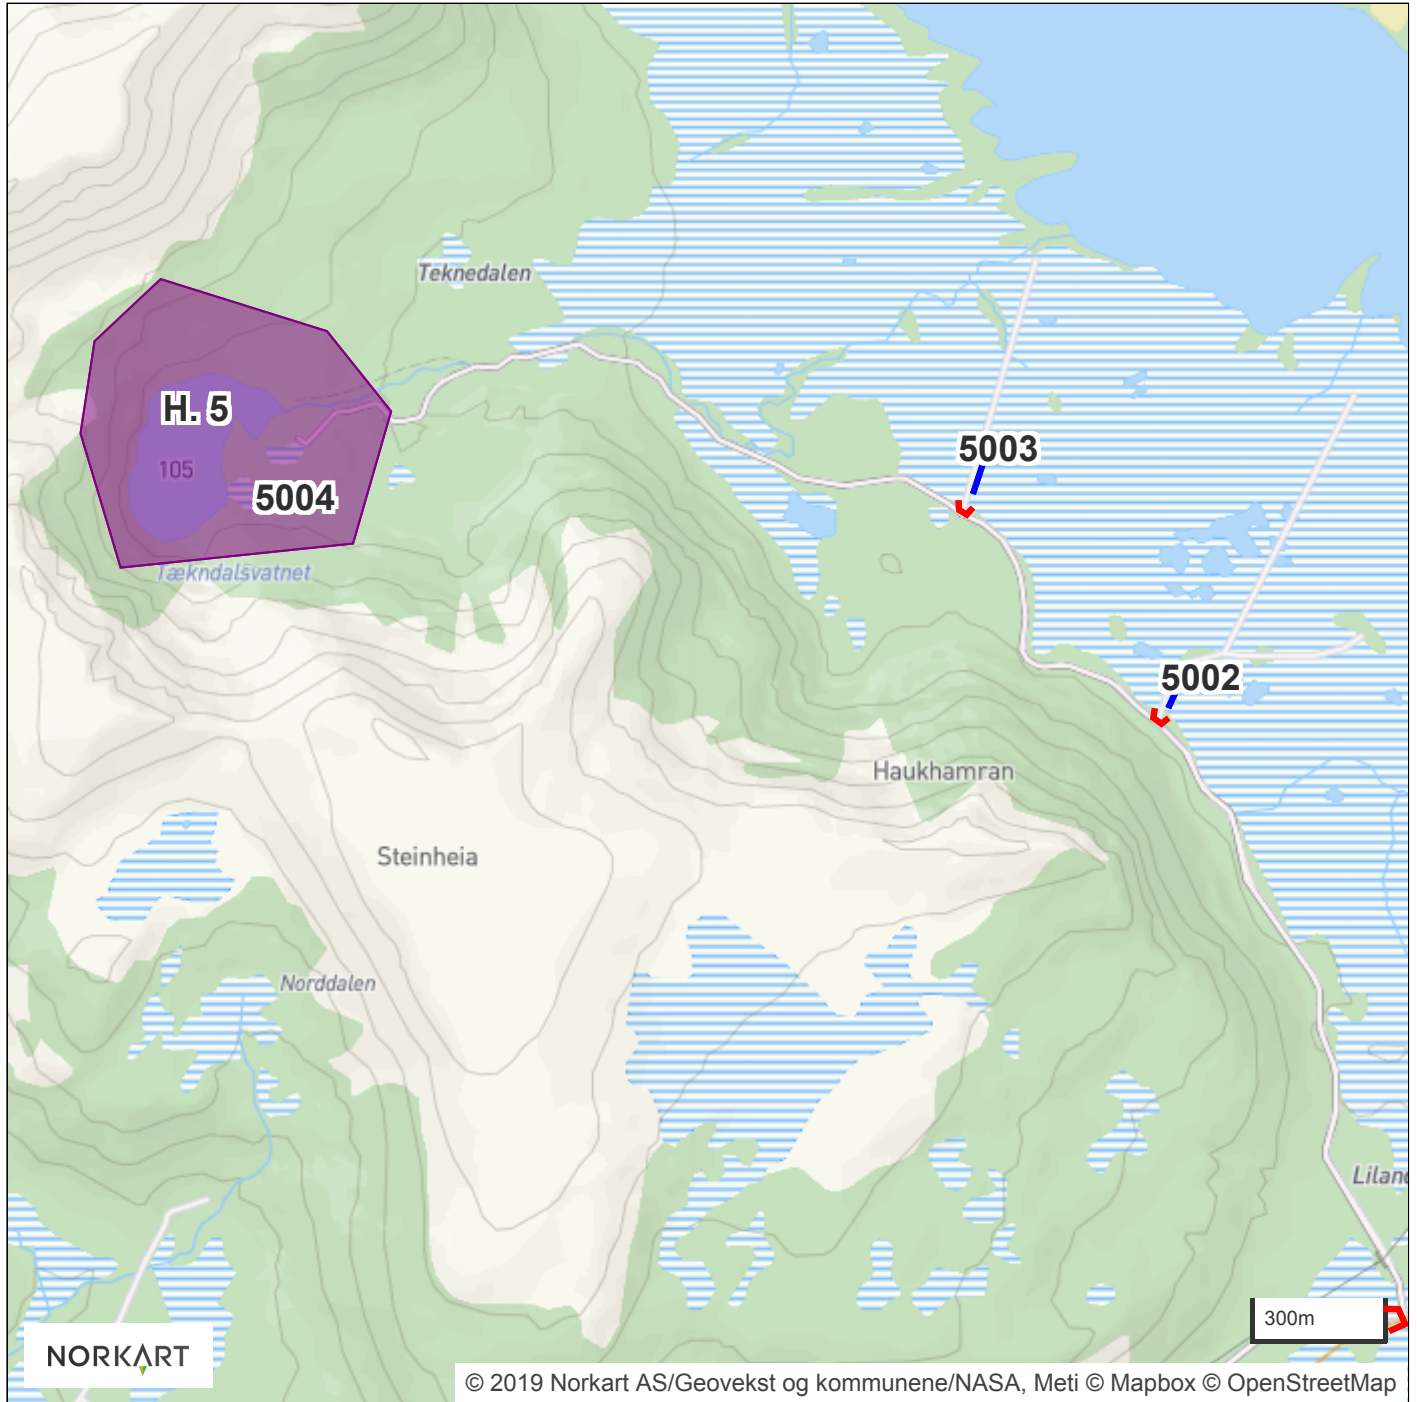 Teknedalen
H. 5
5003
105
5004
Tækndalsvatnet
5002
Haukhamran
Steinheia
Norddalen
Liland
300m
NORKART
© 2019 Norkart AS/Geovekst og kommunene/NASA, Meti © Mapbox © OpenStreetMap